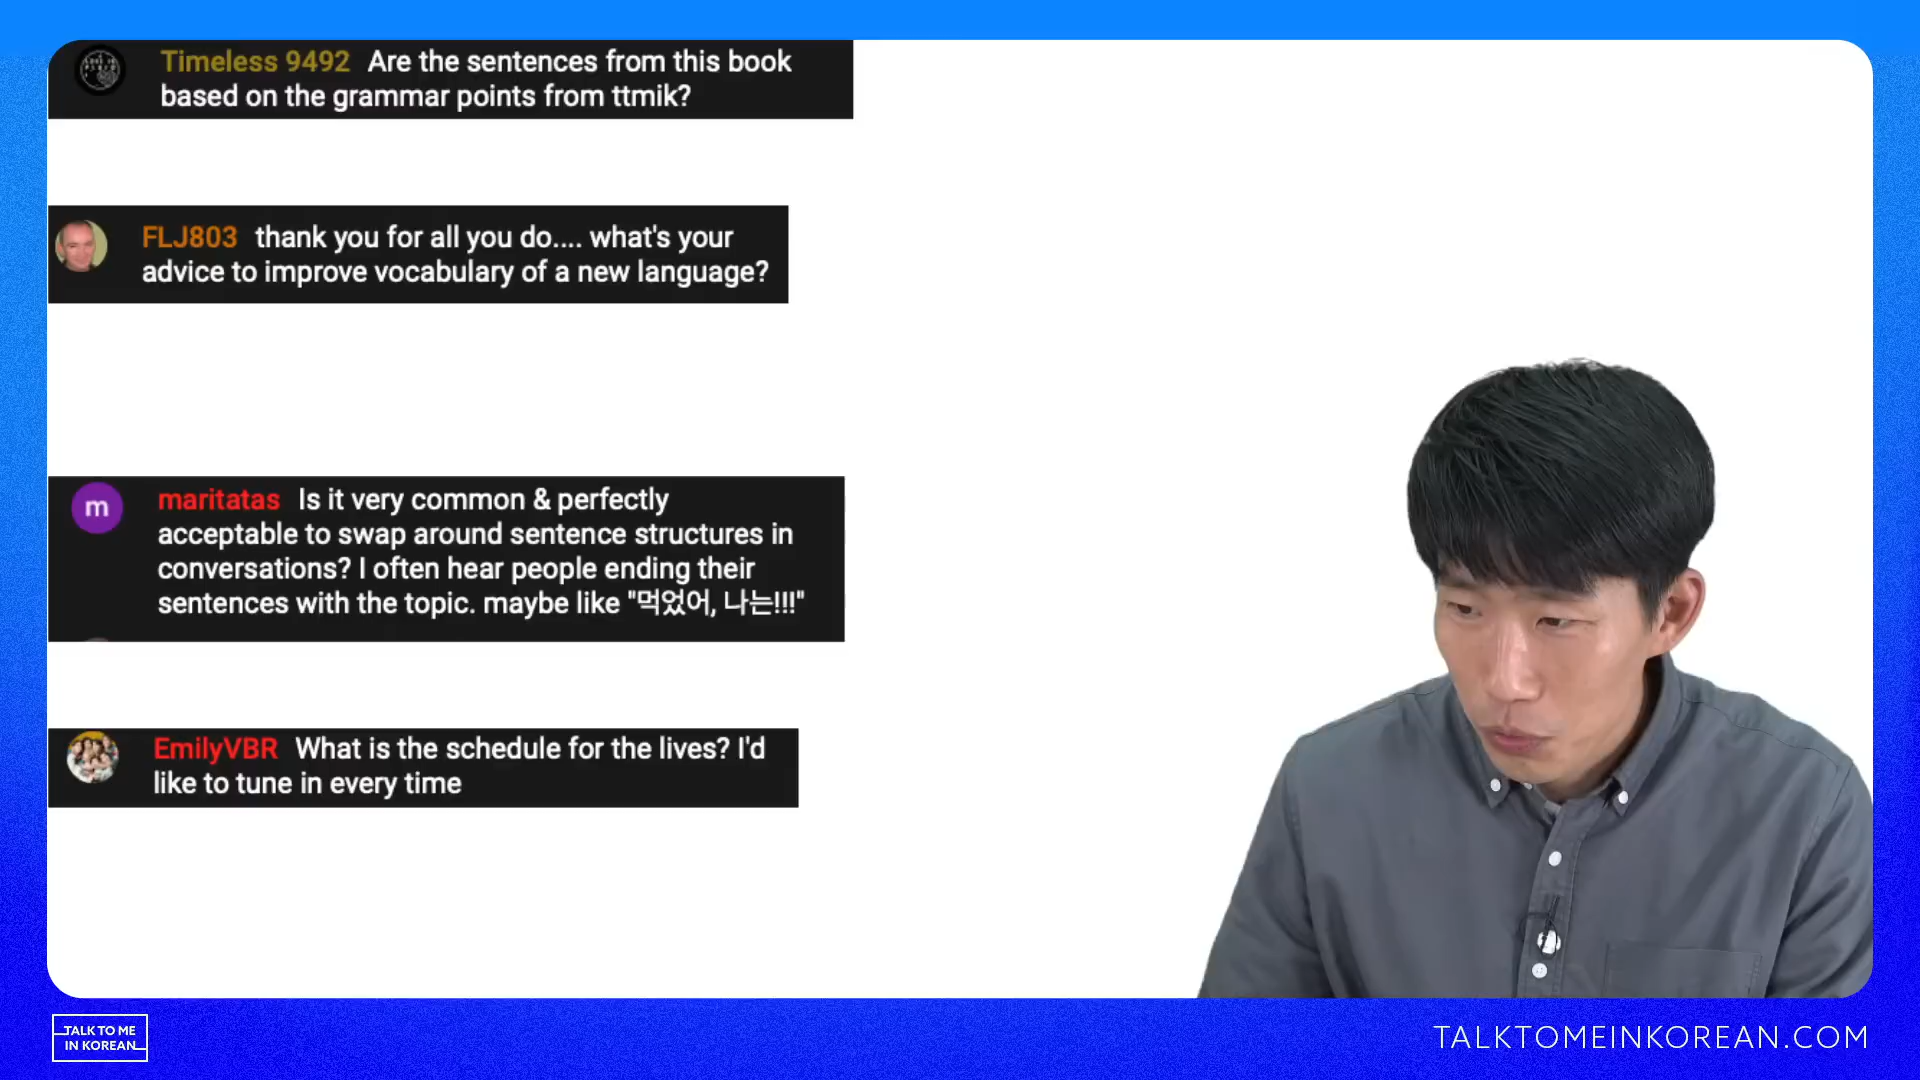 Timeless 9492 Are the sentences from this book
based on the grammar points from ttmik?
FLJ803 thank you for all you do.... what's your
advice to improve vocabulary of a new language?
m
maritatas Is it very common & perfectly
acceptable to swap around sentence structures in
conversations? I often hear people ending their
sentences with the topic. maybe like "먹었어, 나는!!!"
EmilyVBR What is the schedule for the lives? I'd
like to tune in every time
TALK TO ME
IN KOREAN
TALKTOMEINKOREAN.COM